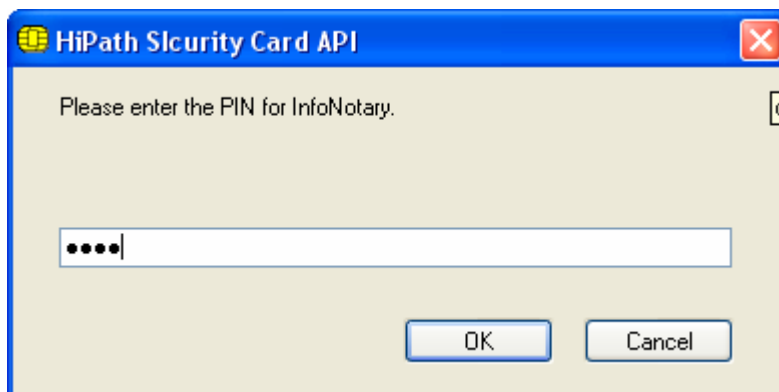 HiPath SIcurity Card API
Please enter the PIN for InfoNotary.
••••
OK Cancel